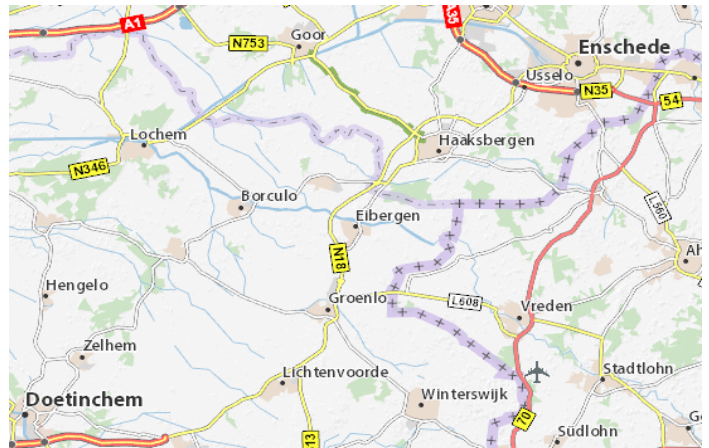 A1
Goor
A35
N753
Enschede
Usselo
N35
54
Lochem
Haaksbergen
N346
Borculo
Eibergen
L560
N18
Ah
Hengelo
Groenlo
L608
Vreden
Zelhem
Lichtenvoorde
Stadtlohn
Doetinchem
Winterswijk
70
Südlohn
Ge
13